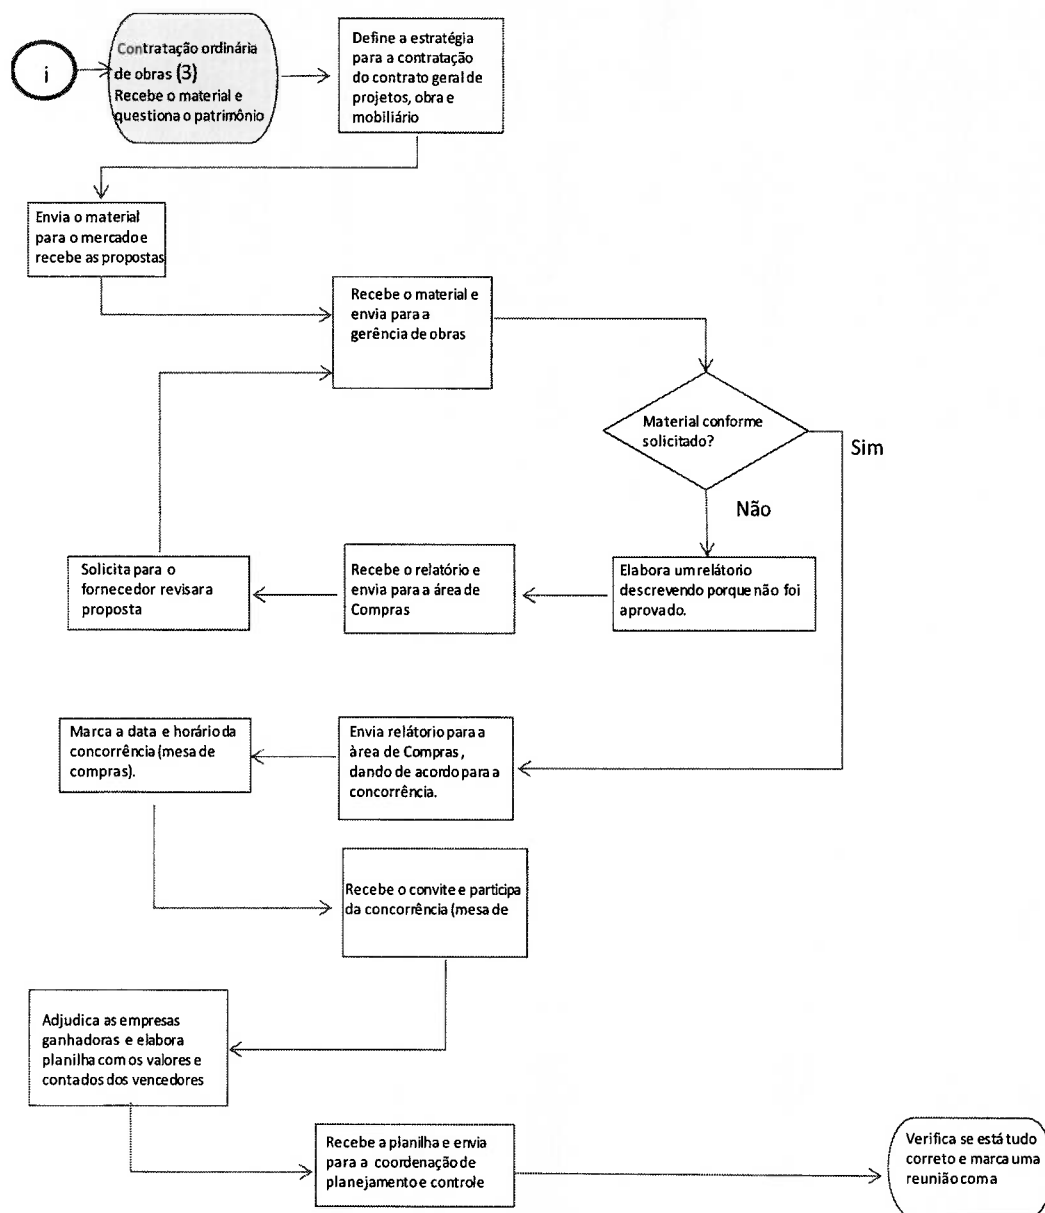 i
Contratação ordinária
de obras (3)
Recebe o material e
questiona o patrimônio
Define a estratégia
para a contratação
do contrato geral de
projetos, obra e
mobiliário
Envia o material
para o mercado e
recebe as propostas
Recebe o material e
envia para a
gerência de obras
Material conforme
solicitado?
Sim
Não
Solicita para o
fornecedor revisar a
proposta
Recebe o relatório e
envia para a área de
Compras
Elabora um relátorio
descrevendo porque não foi
aprovado.
Marca a data e horário da
concorrência (mesa de
compras).
Envia relátorio para a
àrea de Compras,
dando de acordo para a
concorrência.
Recebe o convite e participa
da concorrência (mesa de
Adjudica as empresas
ganhadoras e elabora
planilha com os valores e
contados dos vencedores
Recebe a planilha e envia
para a coordenação de
planejamento e controle
Verifica se está tudo
correto e marca uma
reunião com a